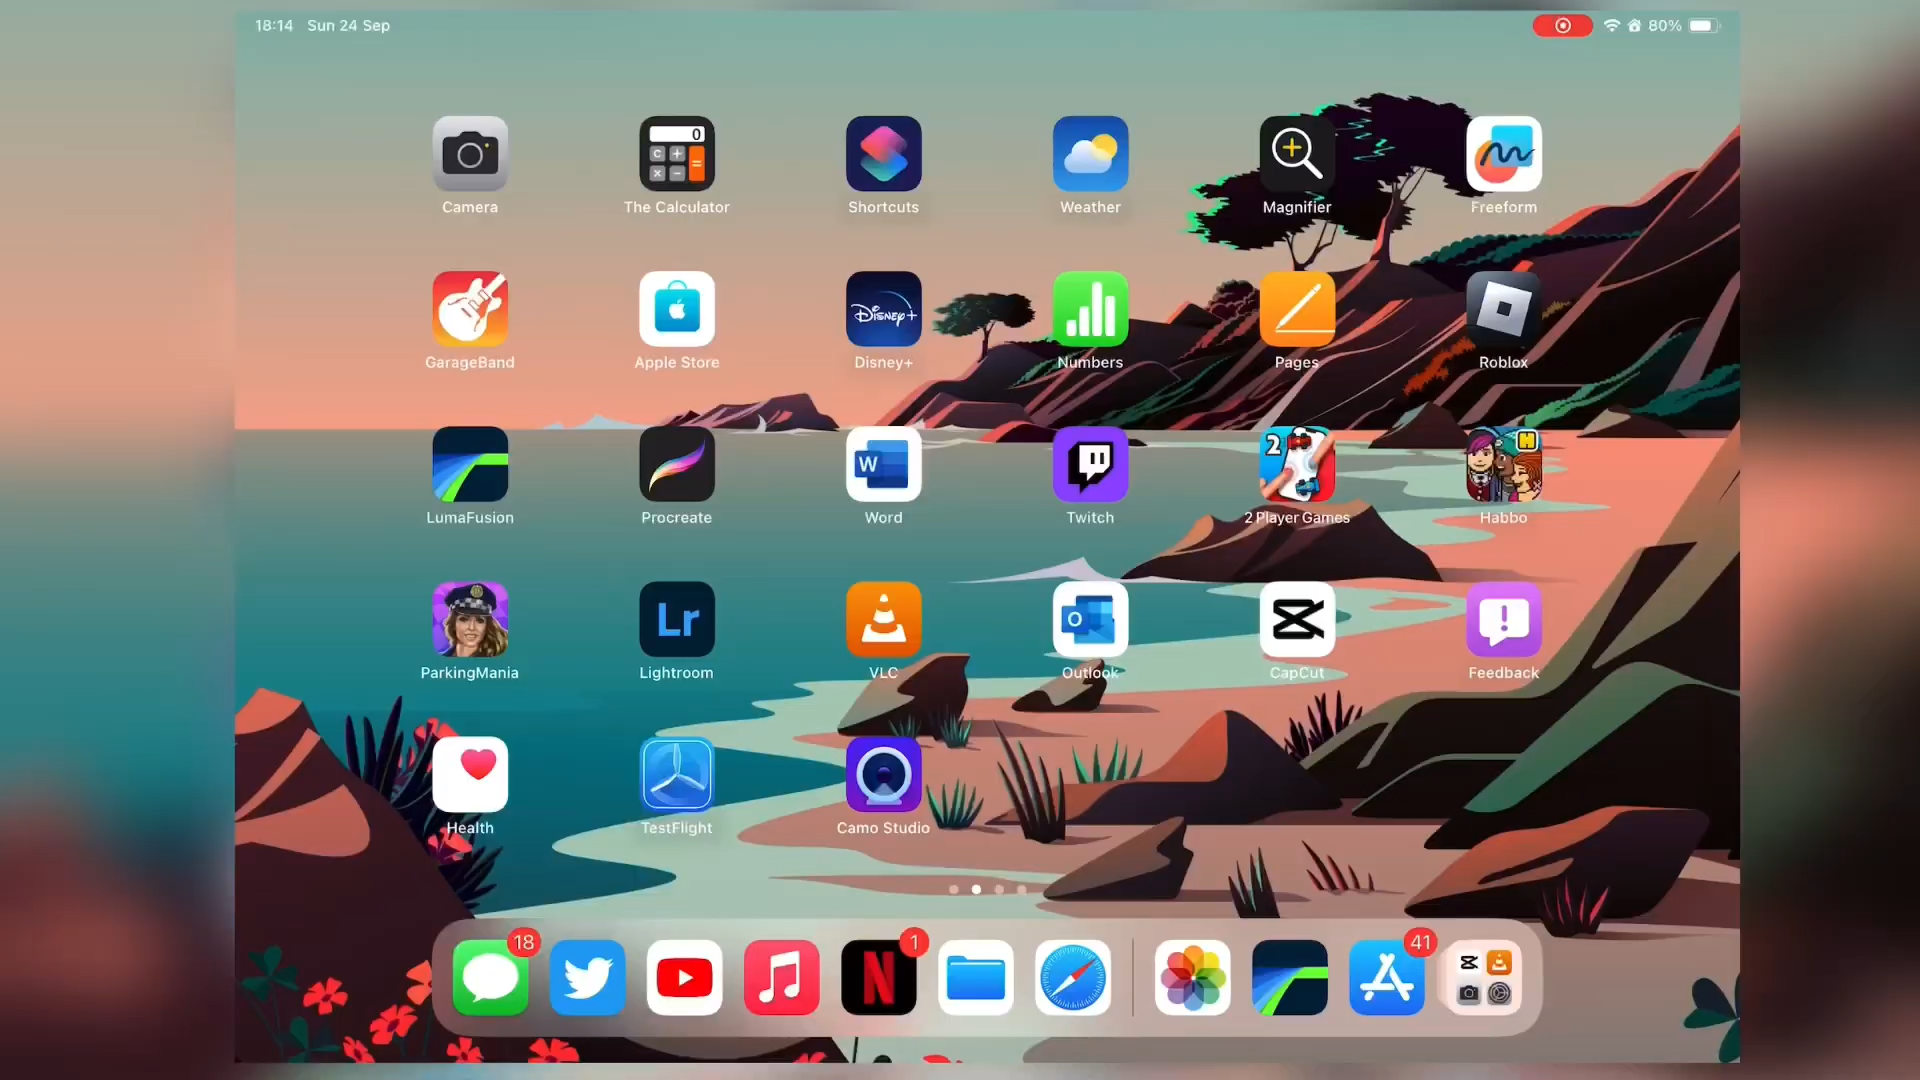 18:14 Sun 24 Sep
80%
0
C + = × −
Camera The Calculator Shortcuts Weather Magnifier Freeform
Disney+
GarageBand Apple Store Disney+ Numbers Pages Roblox
W 2 H
LumaFusion Procreate Word Twitch 2 Player Games Habbo
Lr O !
ParkingMania Lightroom VLC Outlook CapCut Feedback
Health TestFlight Camo Studio
18 1 41
N